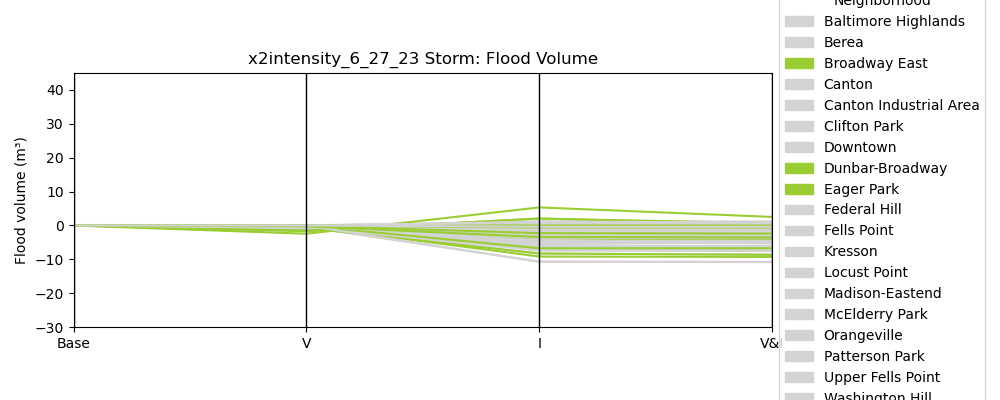 Neighborhood
x2intensity_6_27_23 Storm: Flood Volume
Flood volume (m³)
40
30
20
10
0
−10
−20
−30
Base
V
I
Baltimore Highlands
Berea
Broadway East
Canton
Canton Industrial Area
Clifton Park
Downtown
Dunbar-Broadway
Eager Park
Federal Hill
Fells Point
Kresson
Locust Point
Madison-Eastend
McElderry Park
Orangeville
Patterson Park
Upper Fells Point
Washington Hill